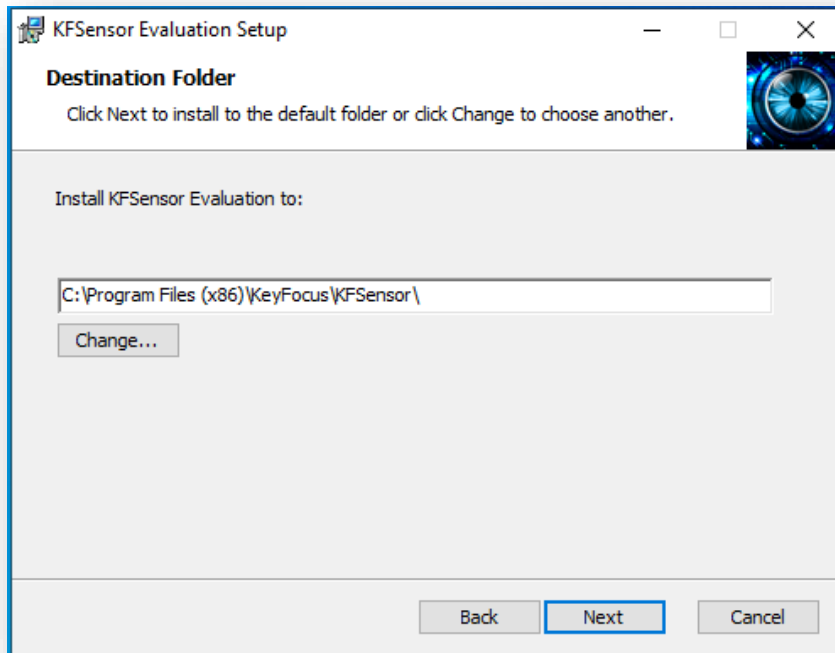 KFSensor Evaluation Setup
Destination Folder
Click Next to install to the default folder or click Change to choose another.
Install KFSensor Evaluation to:
C:\Program Files (x86)\KeyFocus\KFSensor\
Change...
Back Next Cancel